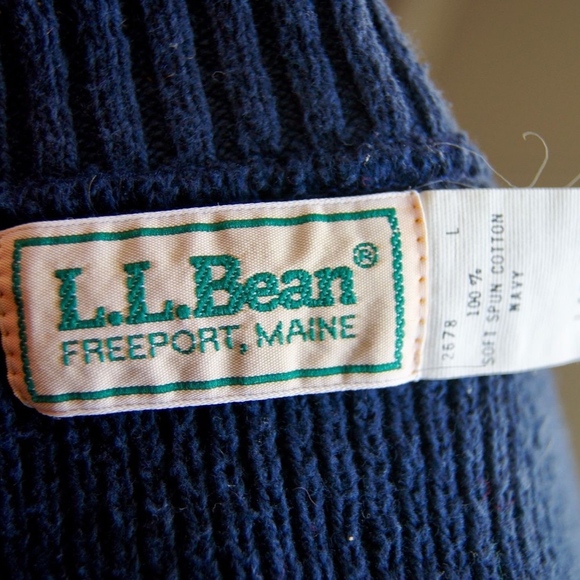 L.L.Bean®
FREEPORT, MAINE
2678 L
100 %
SOFT SPUN COTTON
NAVY